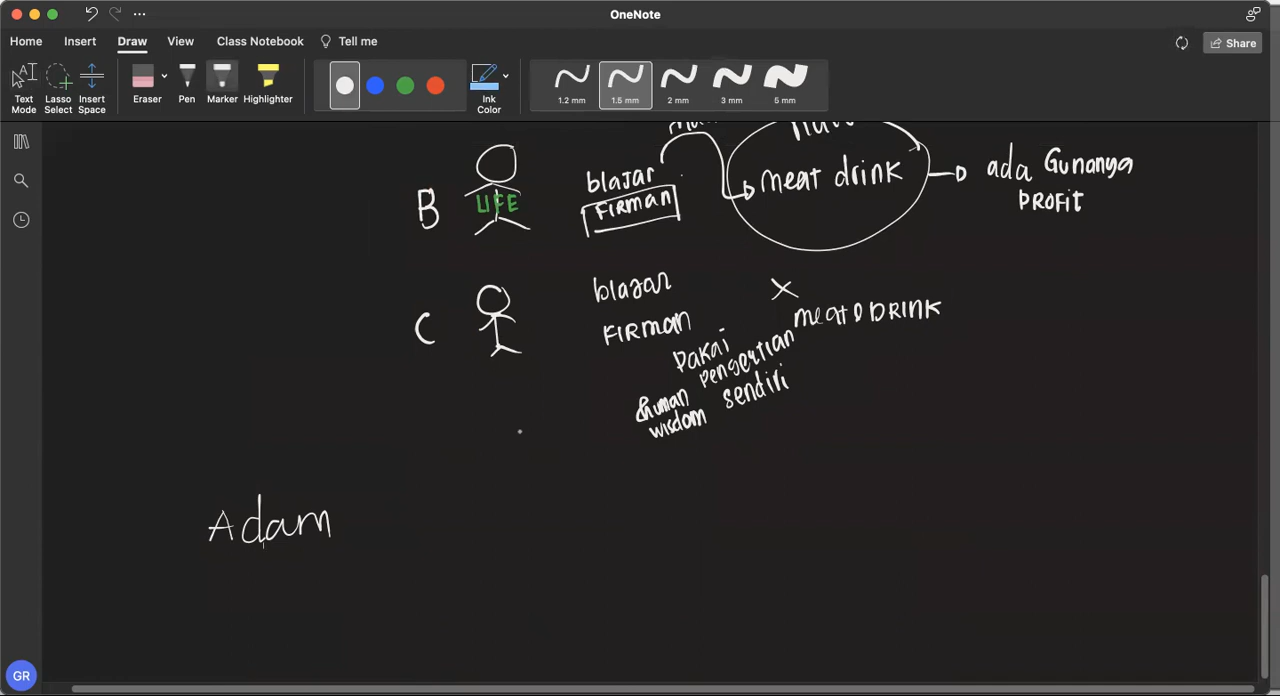 OneNote
Home Insert Draw View Class Notebook Tell me
Share
Text Mode
Lasso Select
Insert Space
Eraser
Pen
Marker
Highlighter
Ink Color
1.2 mm
1.5 mm
2 mm
3 mm
5 mm
B
LIFE
blajar
FIRMAN
meat drink
ada Gunanya
PROFIT
C
blajar
FIRMAN
X
meat & DRINK
pakai
pengertian
sendiri
&human
wisdom
Adam
GR